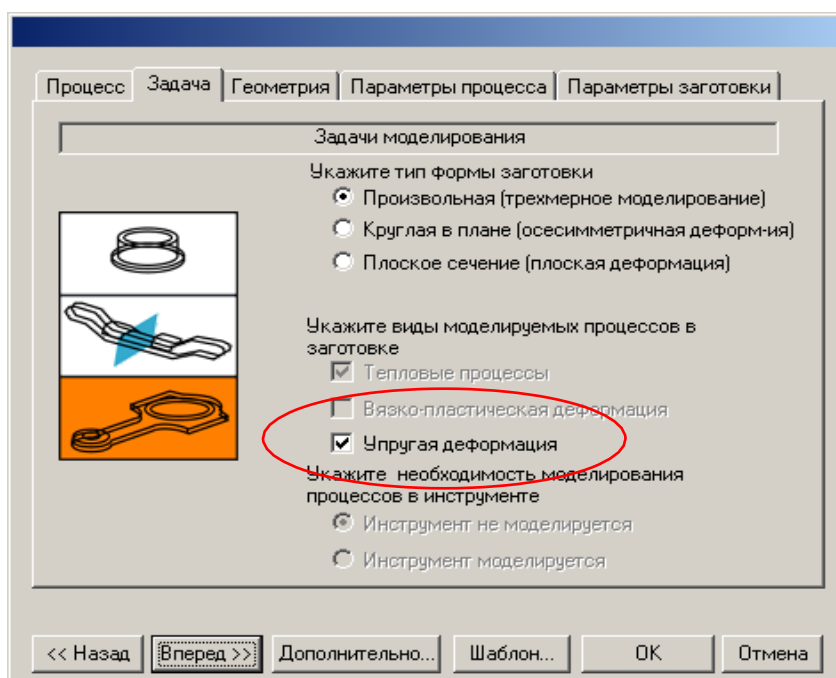 Процесс Задача Геометрия Параметры процесса Параметры заготовки
Задачи моделирования
Укажите тип формы заготовки
Произвольная (трехмерное моделирование)
Круглая в плане (осесимметричная деформ-ия)
Плоское сечение (плоская деформация)
Укажите виды моделируемых процессов в
заготовке
Тепловые процессы
Вязко-пластическая деформация
Упругая деформация
Укажите необходимость моделирования
процессов в инструменте
Инструмент не моделируется
Инструмент моделируется
<< Назад Вперед >> Дополнительно... Шаблон... OK Отмена